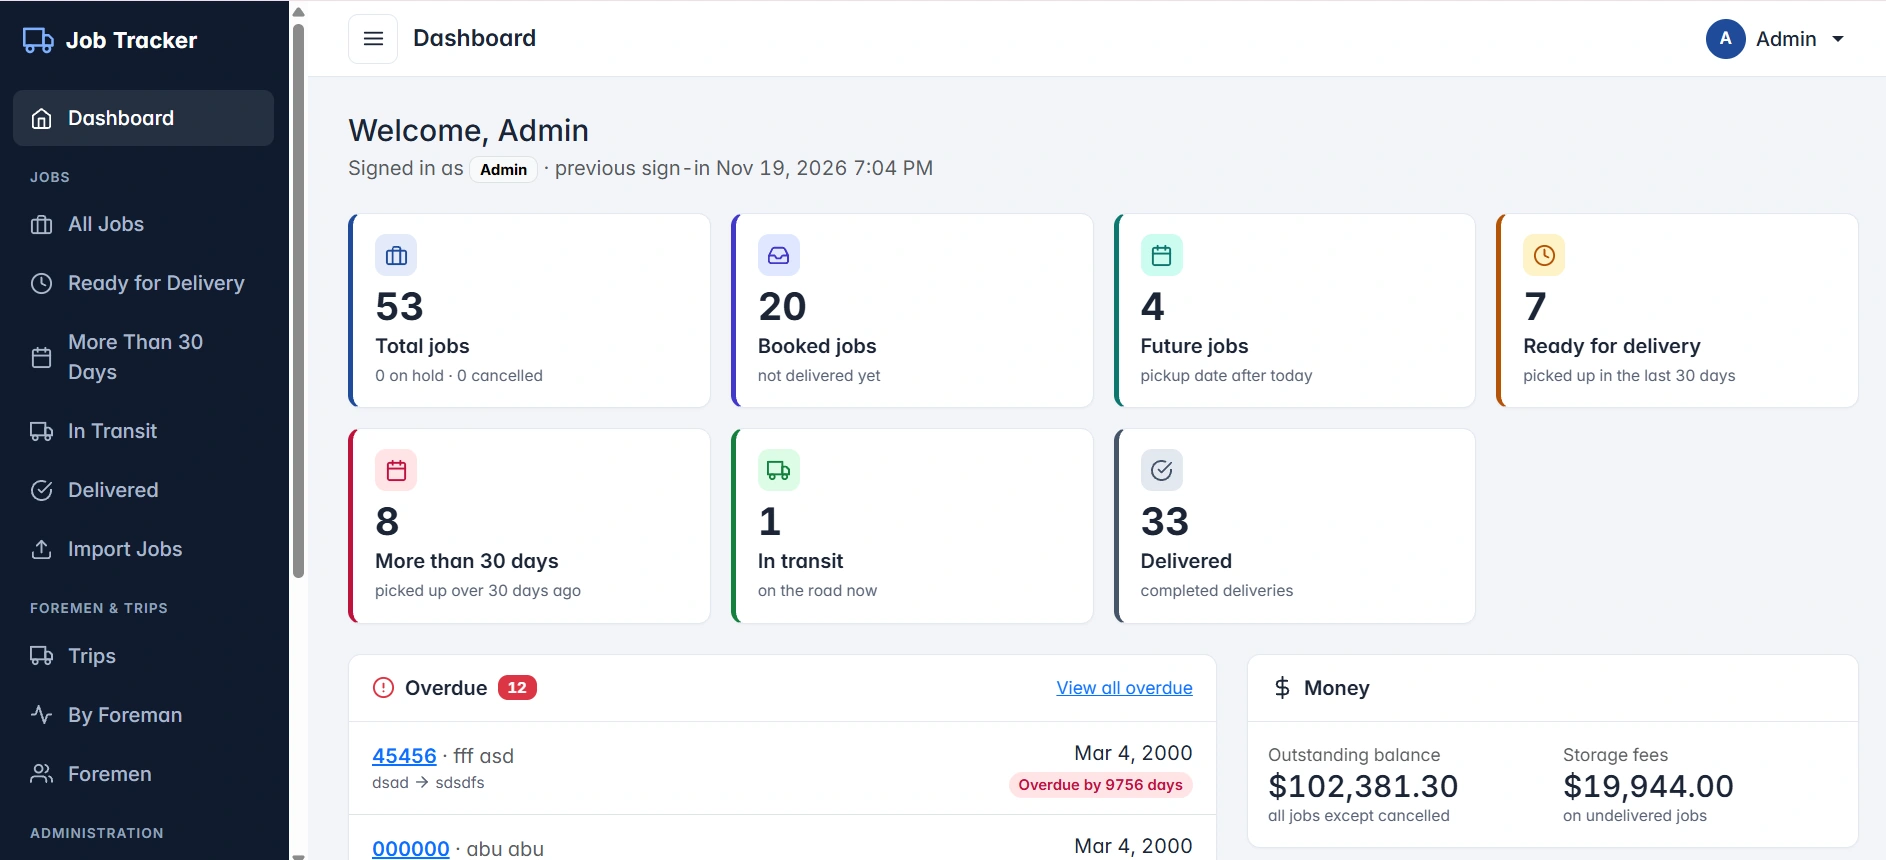 Job Tracker
Dashboard
JOBS
All Jobs
Ready for Delivery
More Than 30
Days
In Transit
Delivered
Import Jobs
FOREMEN & TRIPS
Trips
By Foreman
Foremen
ADMINISTRATION
Dashboard
A Admin
Welcome, Admin
Signed in as Admin · previous sign-in Nov 19, 2026 7:04 PM
53
Total jobs
0 on hold · 0 cancelled
20
Booked jobs
not delivered yet
4
Future jobs
pickup date after today
7
Ready for delivery
picked up in the last 30 days
8
More than 30 days
picked up over 30 days ago
1
In transit
on the road now
33
Delivered
completed deliveries
Overdue 12
View all overdue
45456 · fff asd
dsad → sdsdfs
Mar 4, 2000
Overdue by 9756 days
000000 · abu abu
Mar 4, 2000
$ Money
Outstanding balance
$102,381.30
all jobs except cancelled
Storage fees
$19,944.00
on undelivered jobs